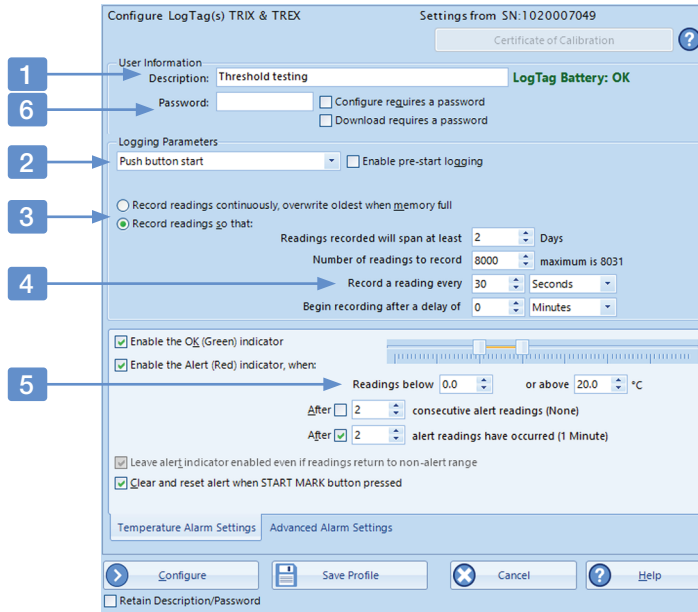 Configure LogTag(s) TRIX & TREX Settings from SN:1020007049
Certificate of Calibration ?
User Information
1 Description: Threshold testing LogTag Battery: OK
6 Password: Configure requires a password
Download requires a password
Logging Parameters
2 Push button start Enable pre-start logging
Record readings continuously, overwrite oldest when memory full
3 Record readings so that:
Readings recorded will span at least 2 Days
Number of readings to record 8000 maximum is 8031
4 Record a reading every 30 Seconds
Begin recording after a delay of 0 Minutes
Enable the OK (Green) indicator
Enable the Alert (Red) indicator, when:
5 Readings below 0.0 or above 20.0 °C
After 2 consecutive alert readings (None)
After 2 alert readings have occurred (1 Minute)
Leave alert indicator enabled even if readings return to non-alert range
Clear and reset alert when START MARK button pressed
Temperature Alarm Settings Advanced Alarm Settings
Configure Save Profile Cancel ? Help
Retain Description/Password